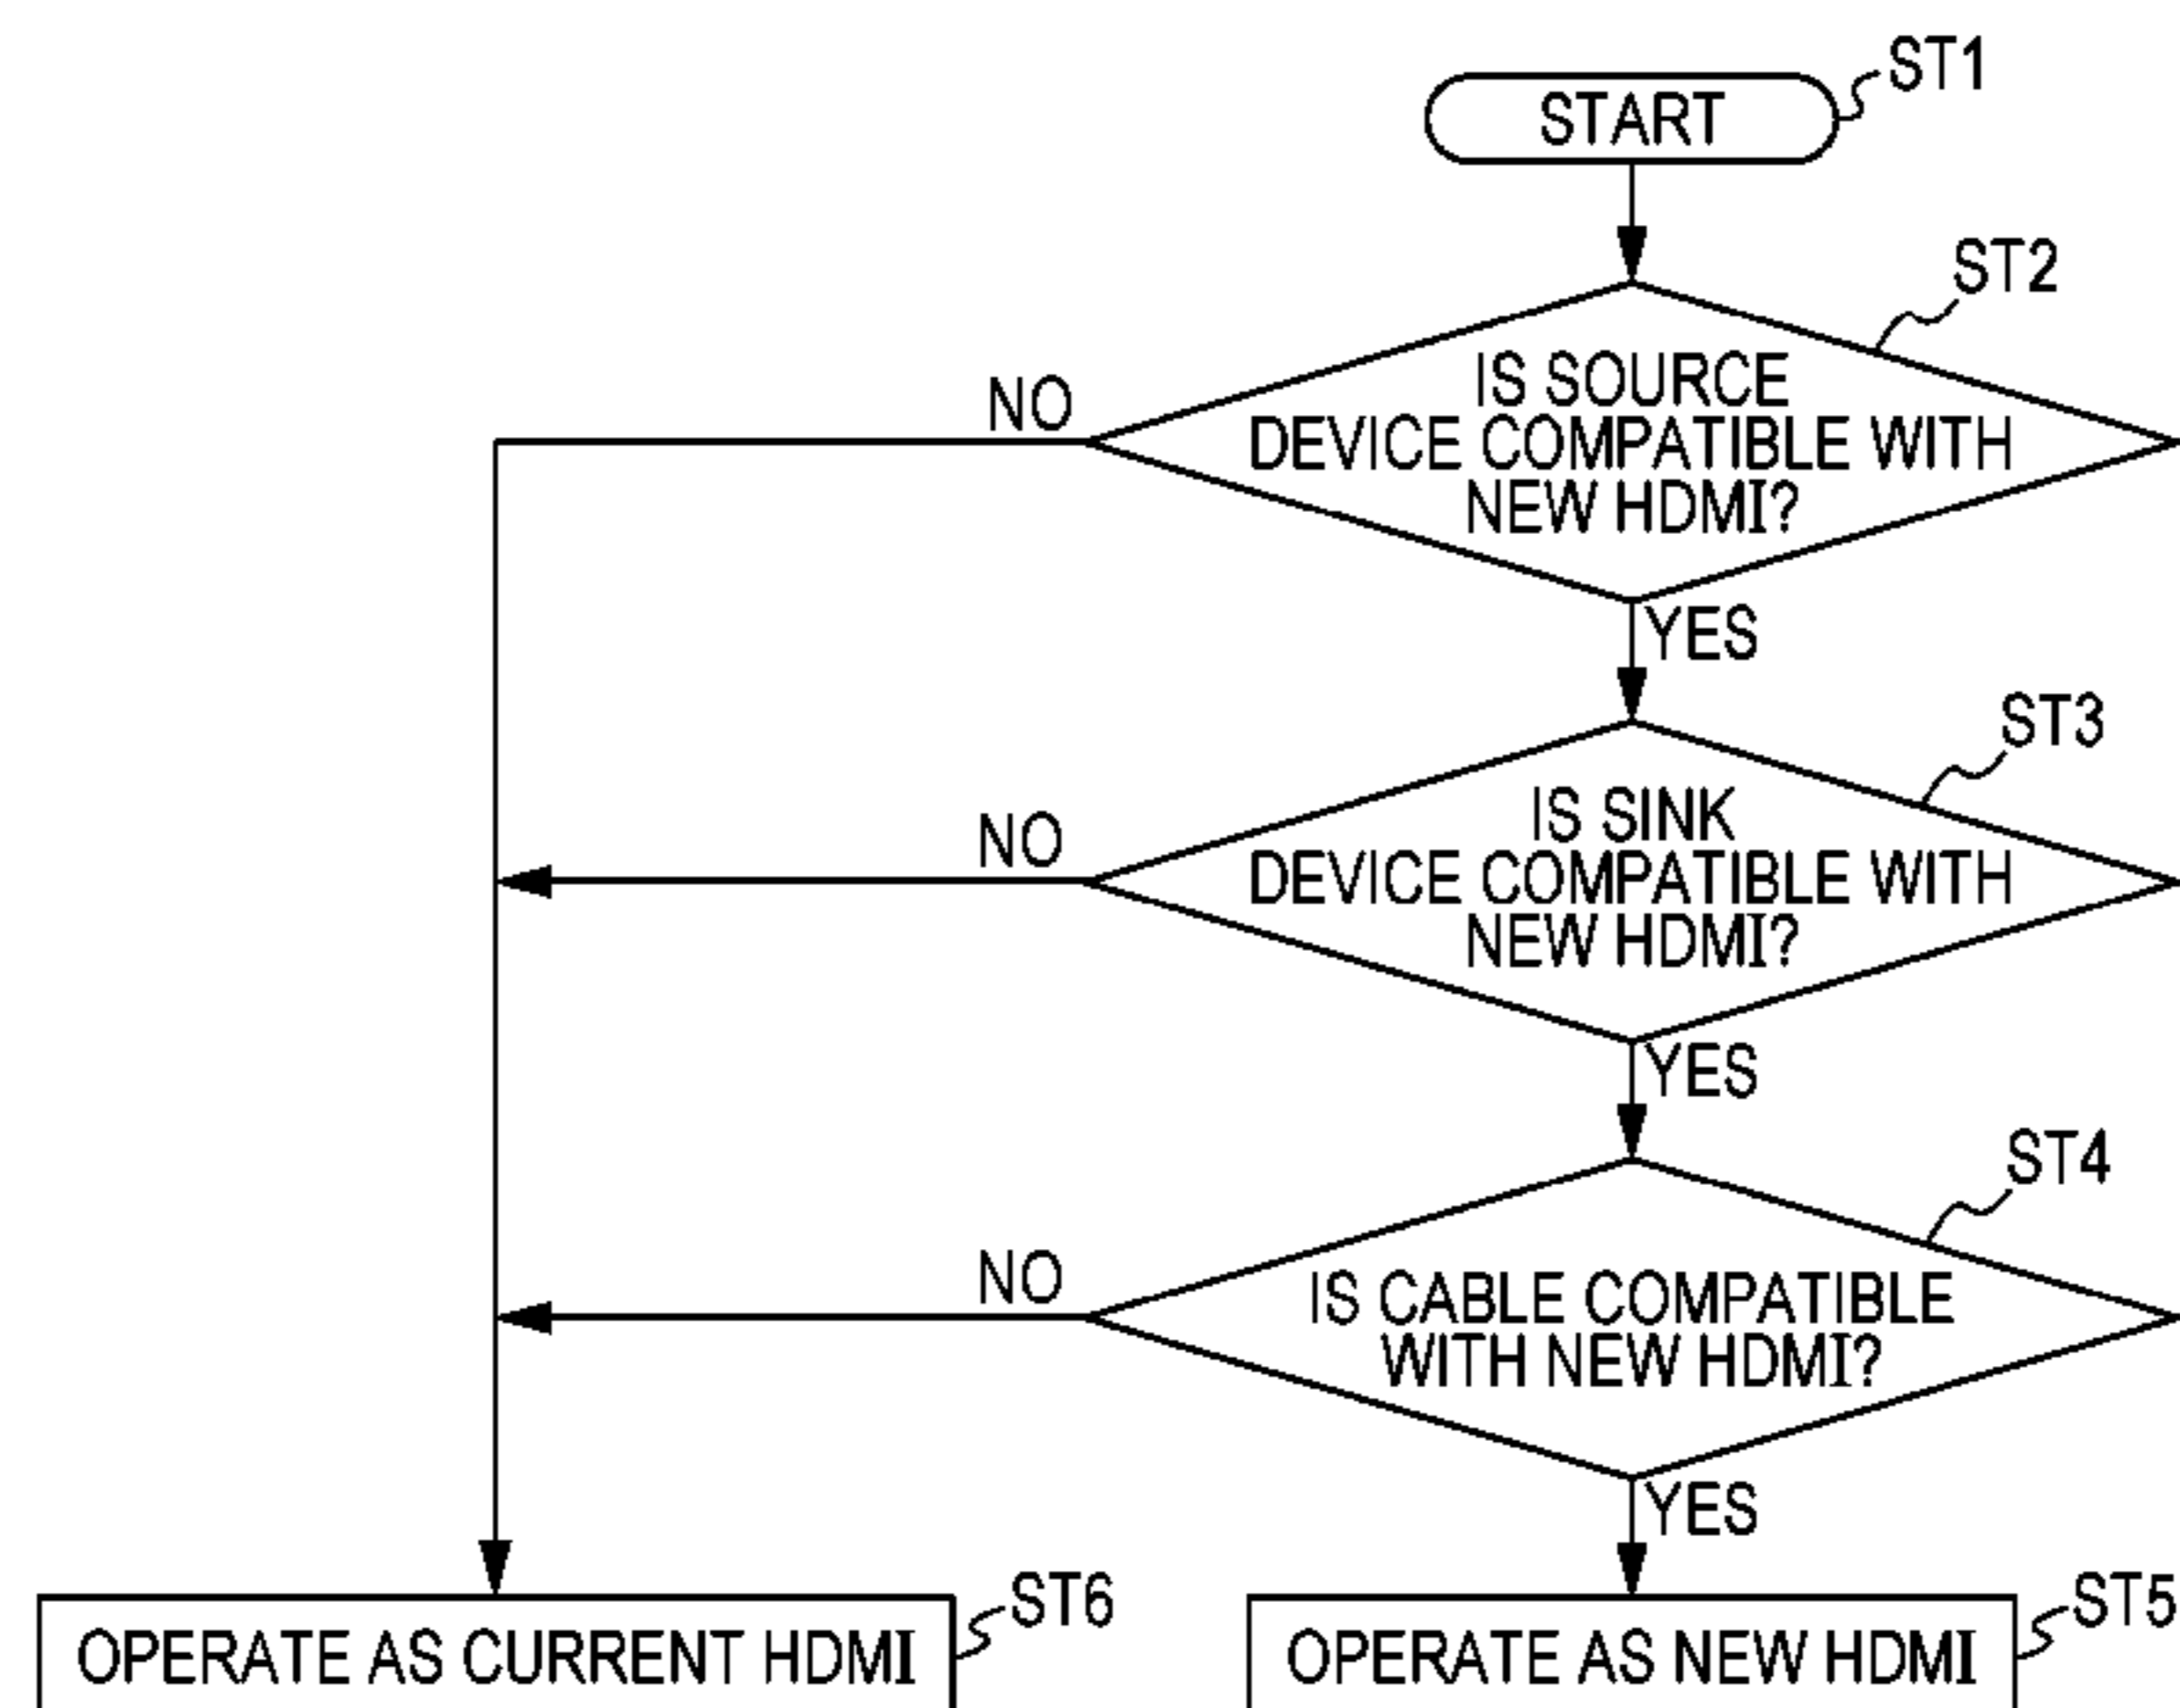 START
ST1
ST2
IS SOURCE
DEVICE COMPATIBLE WITH
NEW HDMI?
NO
YES
ST3
IS SINK
DEVICE COMPATIBLE WITH
NEW HDMI?
NO
YES
ST4
IS CABLE COMPATIBLE
WITH NEW HDMI?
NO
YES
OPERATE AS CURRENT HDMI
ST6
OPERATE AS NEW HDMI
ST5